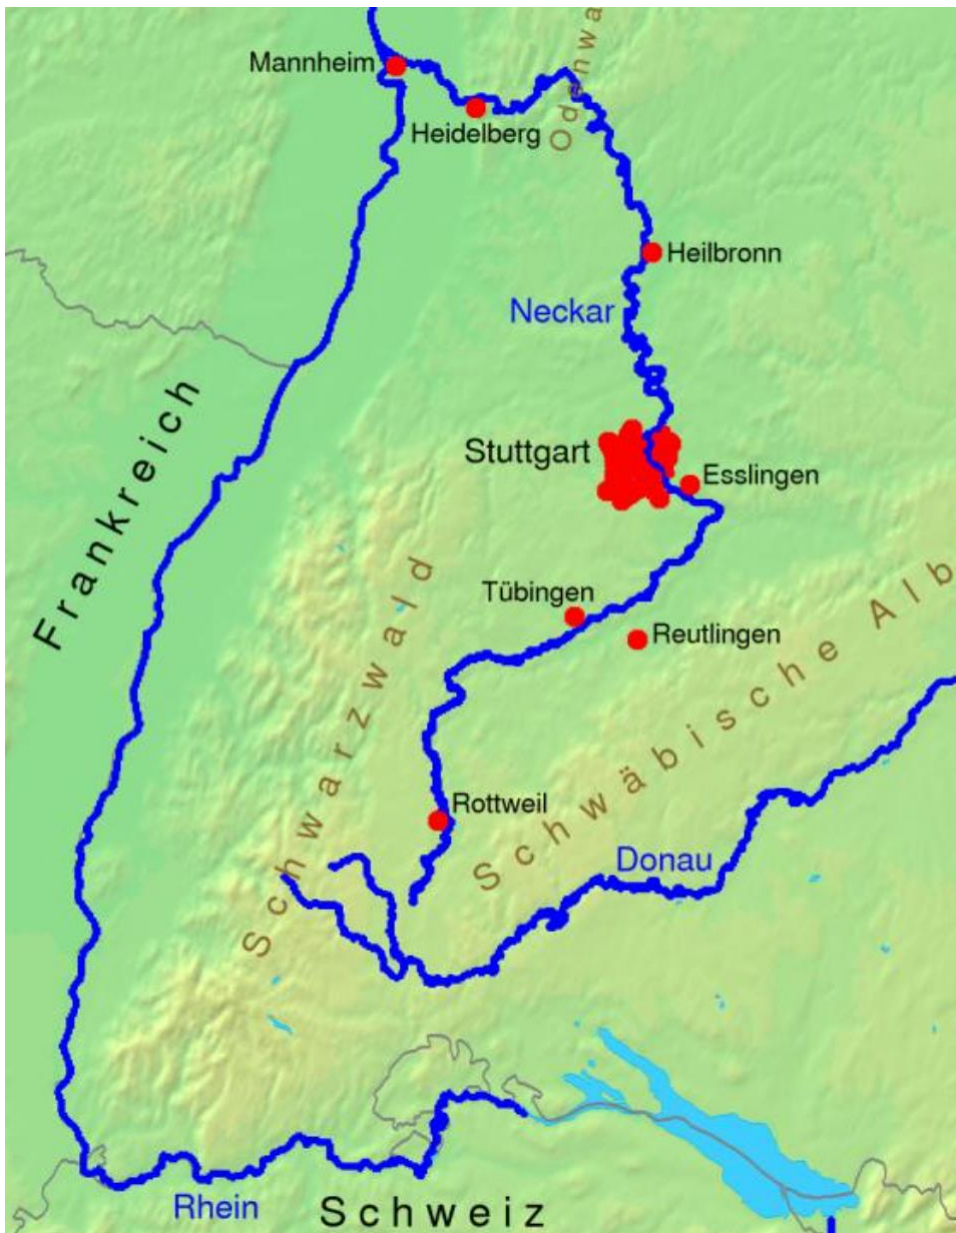 Mannheim
Heidelberg
Odenwa
Heilbronn
Neckar
Frankreich
Stuttgart
Esslingen
Schwarzwald
Tübingen
Reutlingen
Schwäbische Alb
Rottweil
Donau
Rhein
Schweiz